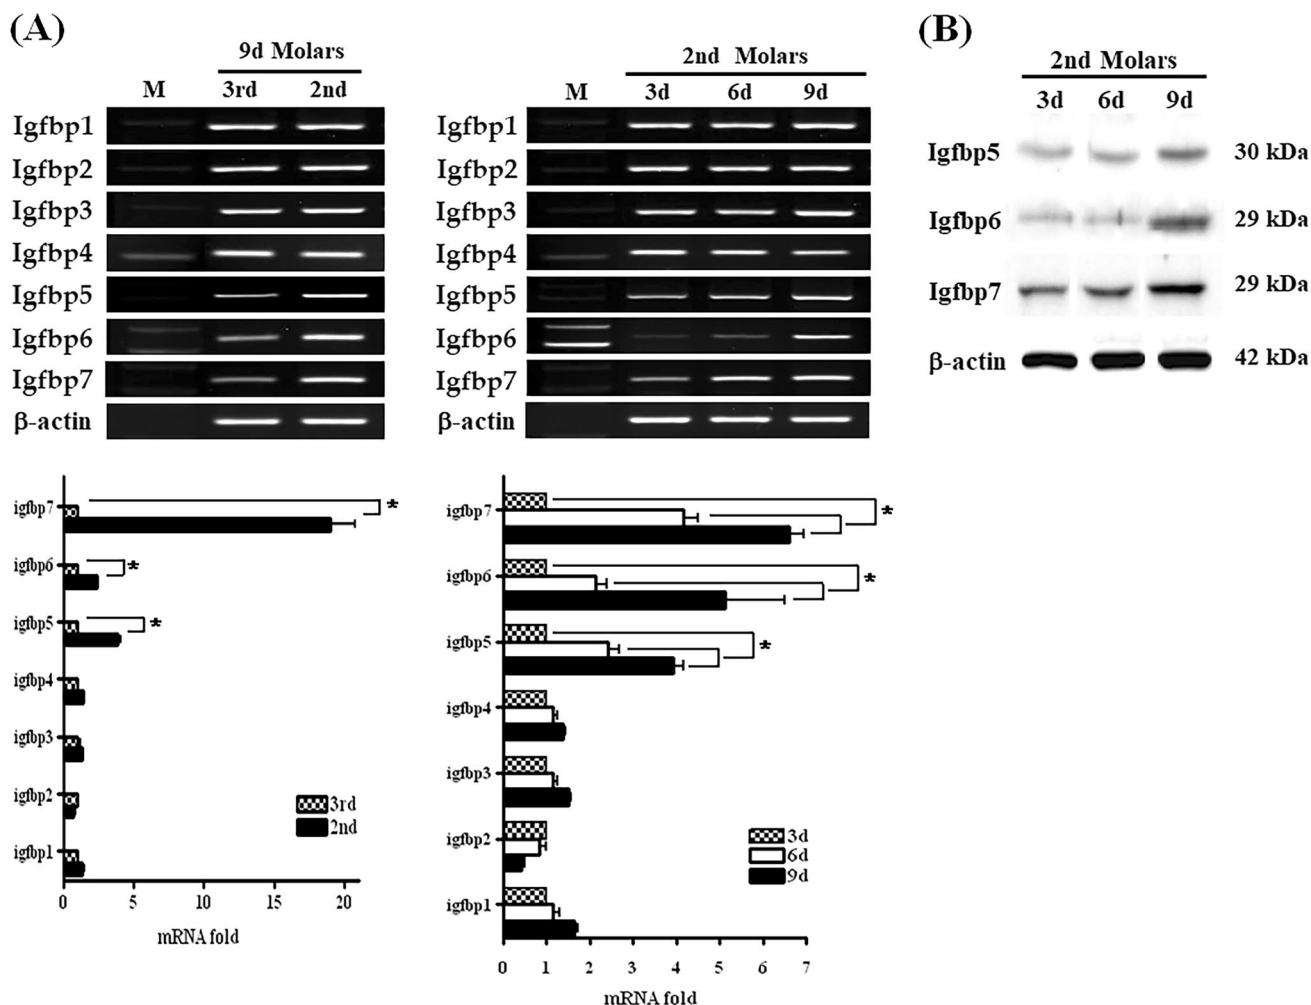 (A)
9d Molars
M 3rd 2nd
Igfbp1
Igfbp2
Igfbp3
Igfbp4
Igfbp5
Igfbp6
Igfbp7
β-actin
2nd Molars
M 3d 6d 9d
Igfbp1
Igfbp2
Igfbp3
Igfbp4
Igfbp5
Igfbp6
Igfbp7
β-actin
(B)
2nd Molars
3d 6d 9d
Igfbp5 30 kDa
Igfbp6 29 kDa
Igfbp7 29 kDa
β-actin 42 kDa
igfbp7 *
igfbp6 *
igfbp5 *
igfbp4
igfbp3
igfbp2
igfbp1
3rd
2nd
0 5 10 15 20
mRNA fold
igfbp7 *
igfbp6 *
igfbp5 *
igfbp4
igfbp3
igfbp2
igfbp1
3d
6d
9d
0 1 2 3 4 5 6 7
mRNA fold